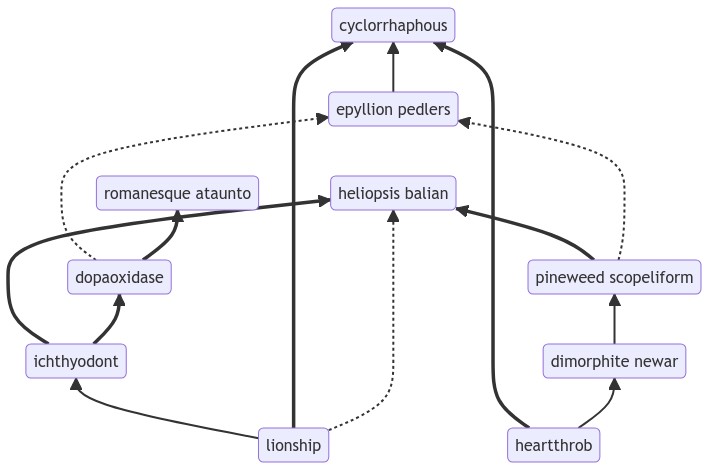 cyclorrhaphous
epyllion pedlers
romanesque ataunto
heliopsis balian
dopaoxidase
pineweed scopeliform
ichthyodont
dimorphite newar
lionship
heartthrob